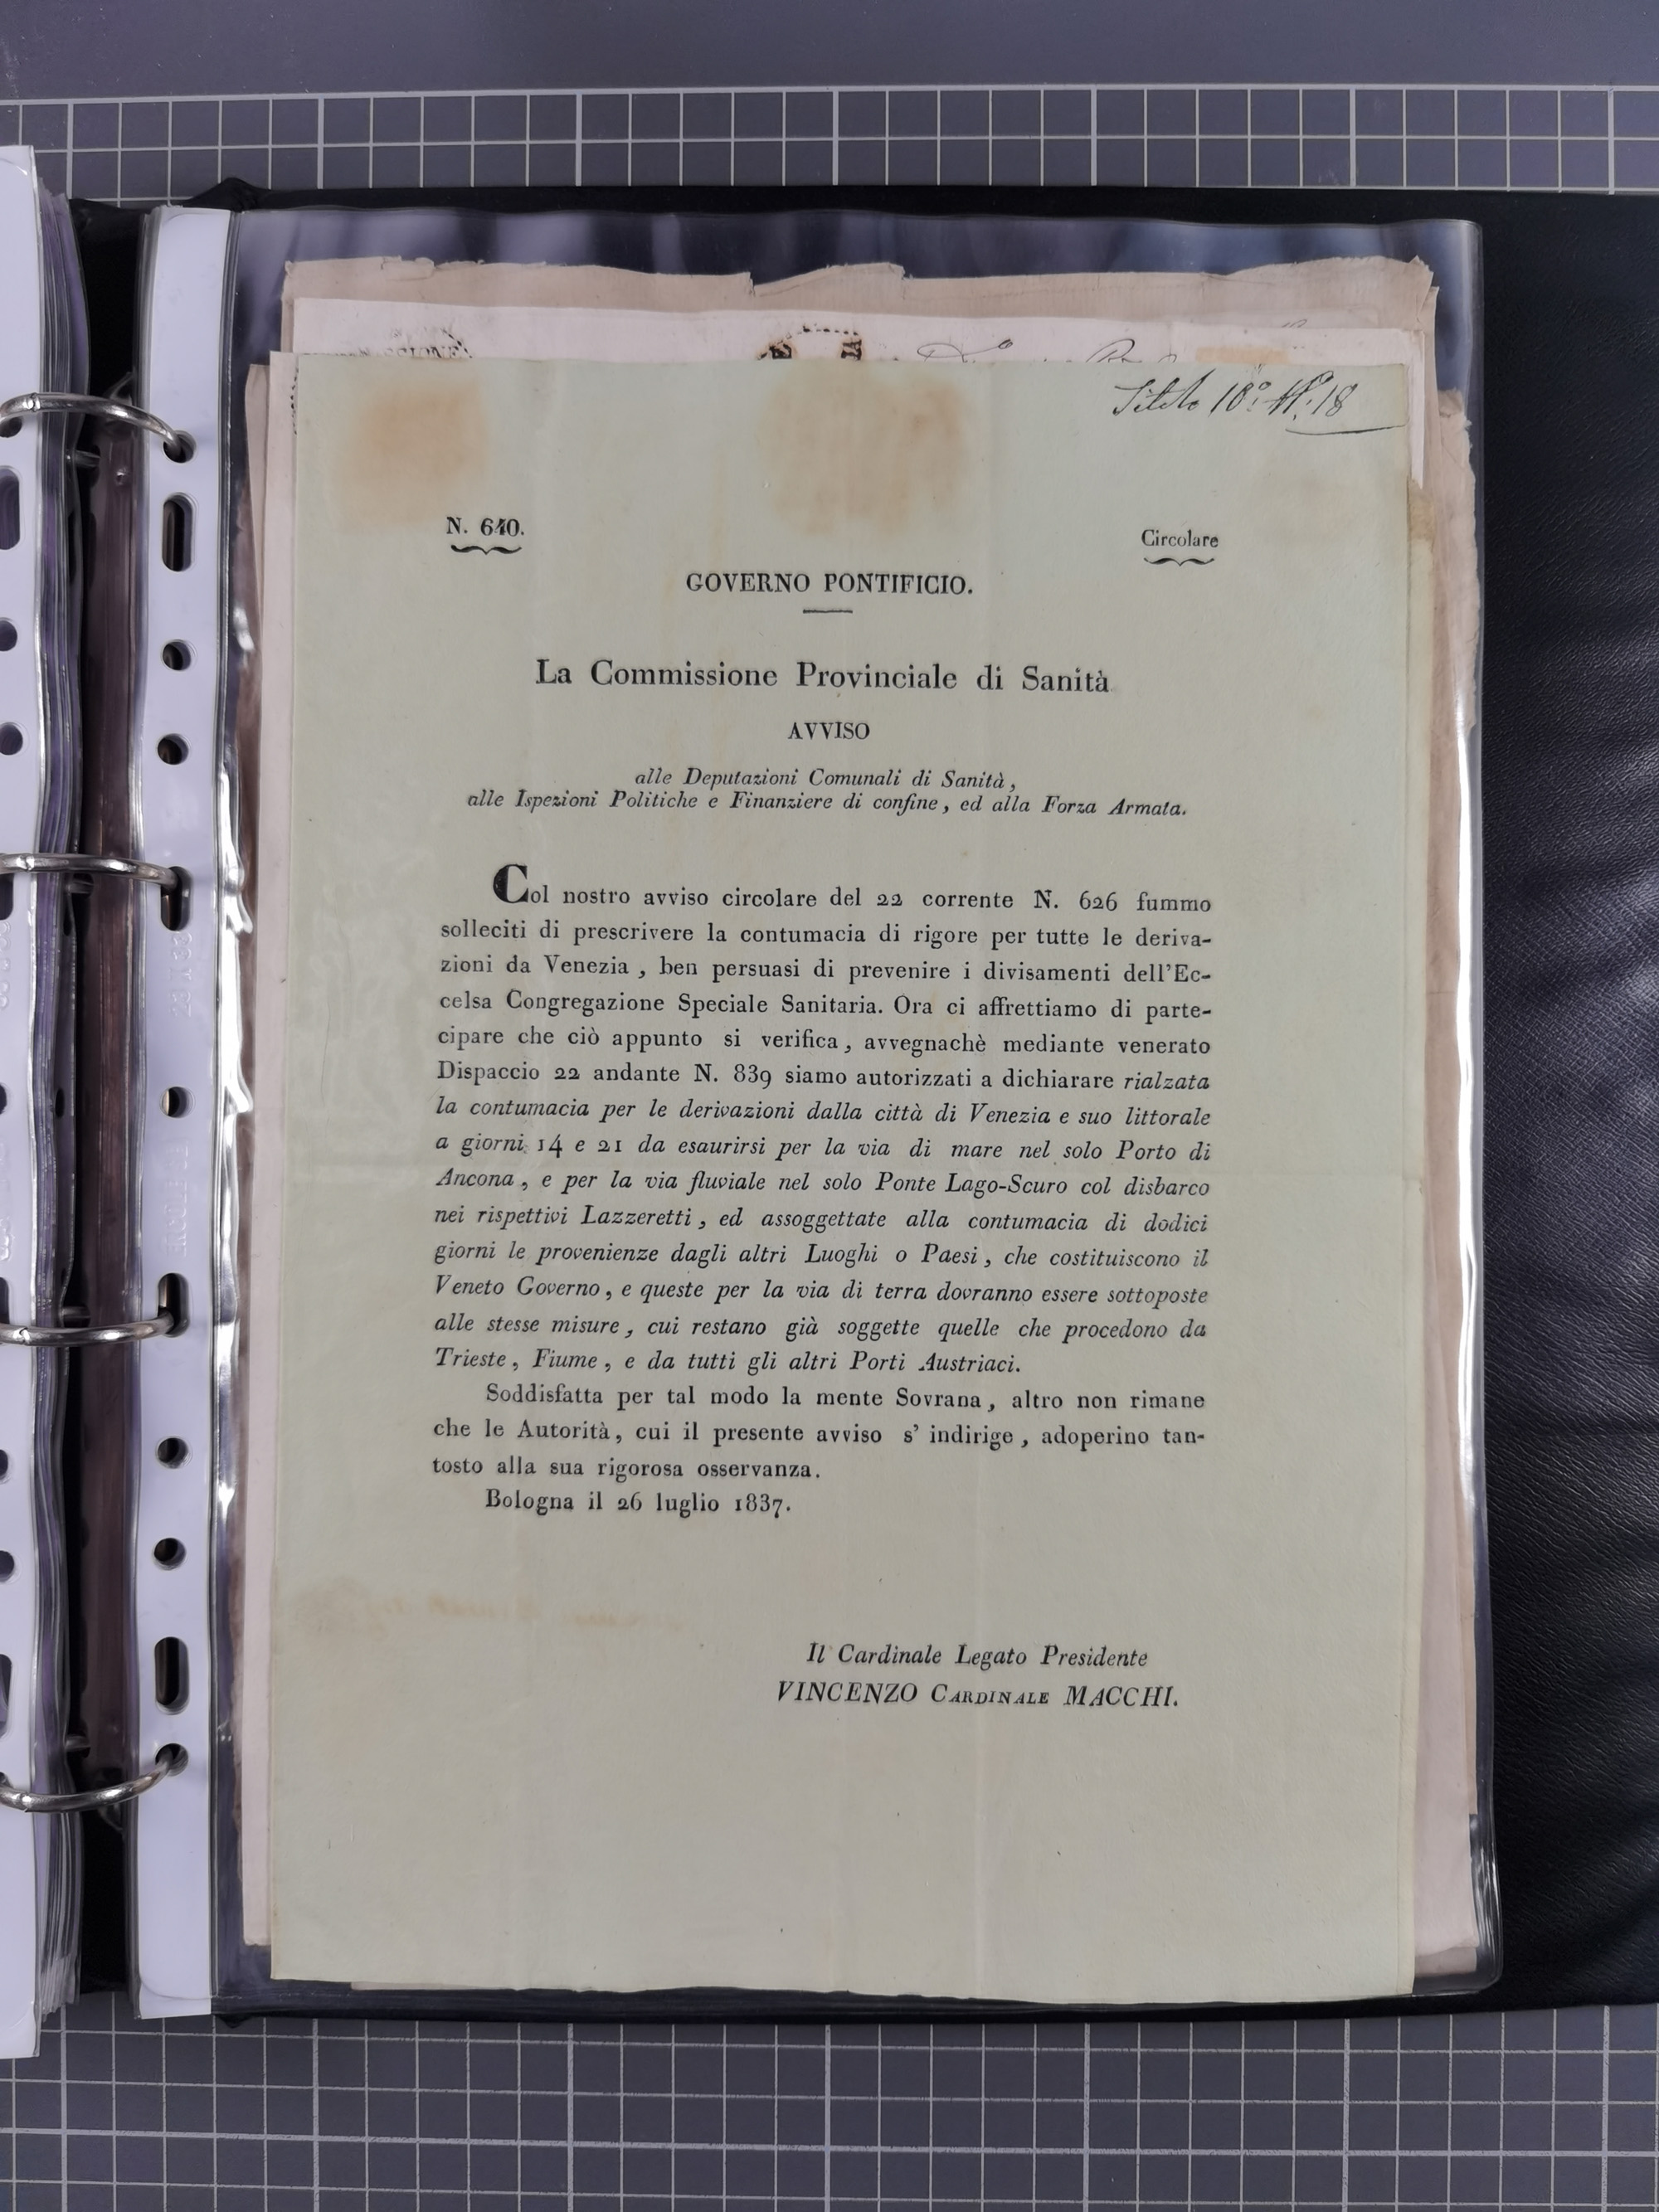 SSIONE
Titolo 10º N. 18
N. 640.
Circolare
GOVERNO PONTIFICIO.
La Commissione Provinciale di Sanità
AVVISO
alle Deputazioni Comunali di Sanità,
alle Ispezioni Politiche e Finanziere di confine, ed alla Forza Armata.
Col nostro avviso circolare del 22 corrente N. 626 fummo
solleciti di prescrivere la contumacia di rigore per tutte le deriva-
zioni da Venezia, ben persuasi di prevenire i divisamenti dell'Ec-
celsa Congregazione Speciale Sanitaria. Ora ci affrettiamo di parte-
cipare che ciò appunto si verifica, avvegnachè mediante venerato
Dispaccio 22 andante N. 839 siamo autorizzati a dichiarare rialzata
la contumacia per le derivazioni dalla città di Venezia e suo littorale
a giorni 14 e 21 da esaurirsi per la via di mare nel solo Porto di
Ancona, e per la via fluviale nel solo Ponte Lago-Scuro col disbarco
nei rispettivi Lazzeretti, ed assoggettate alla contumacia di dodici
giorni le provenienze dagli altri Luoghi o Paesi, che costituiscono il
Veneto Governo, e queste per la via di terra dovranno essere sottoposte
alle stesse misure, cui restano già soggette quelle che procedono da
Trieste, Fiume, e da tutti gli altri Porti Austriaci.
Soddisfatta per tal modo la mente Sovrana, altro non rimane
che le Autorità, cui il presente avviso s' indirige, adoperino tan-
tosto alla sua rigorosa osservanza.
Bologna il 26 luglio 1837.
Il Cardinale Legato Presidente
VINCENZO CARDINALE MACCHI.